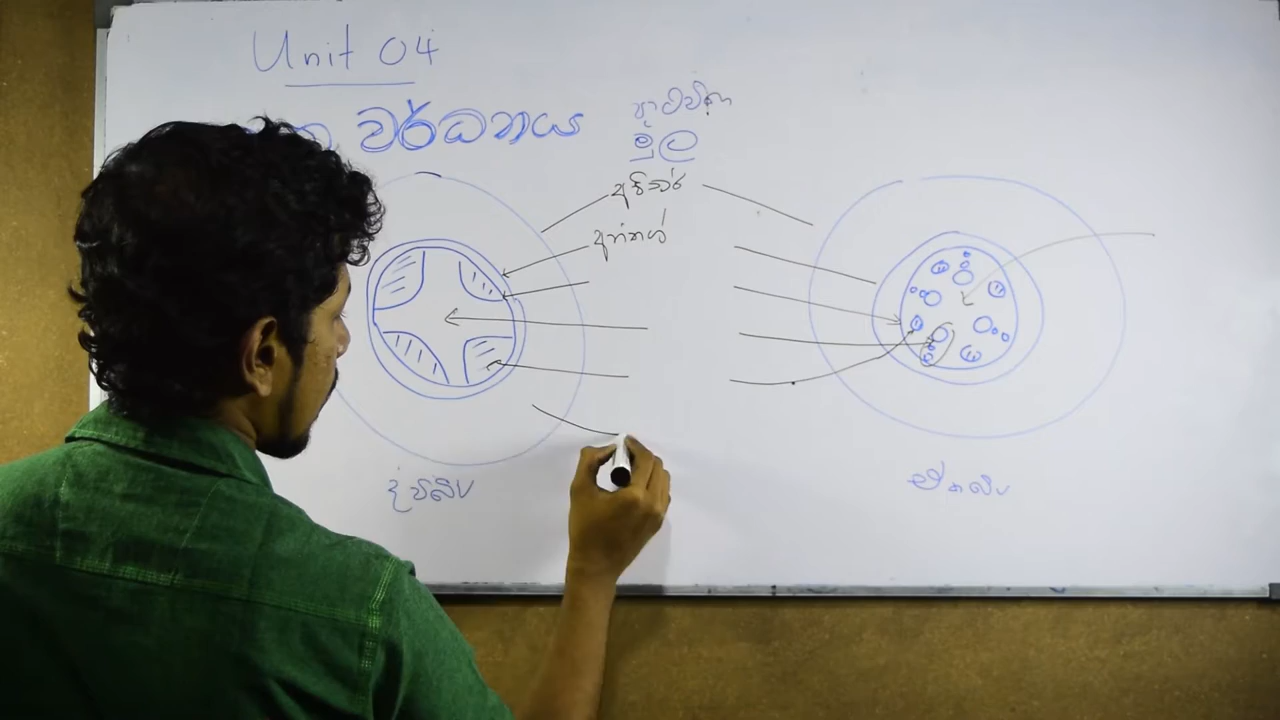 Unit 04
වර්ධනය
ප්‍රාථමික
මුල
අපිචර්
අන්තශ්
ද්විබීජ
ඒකබීජ